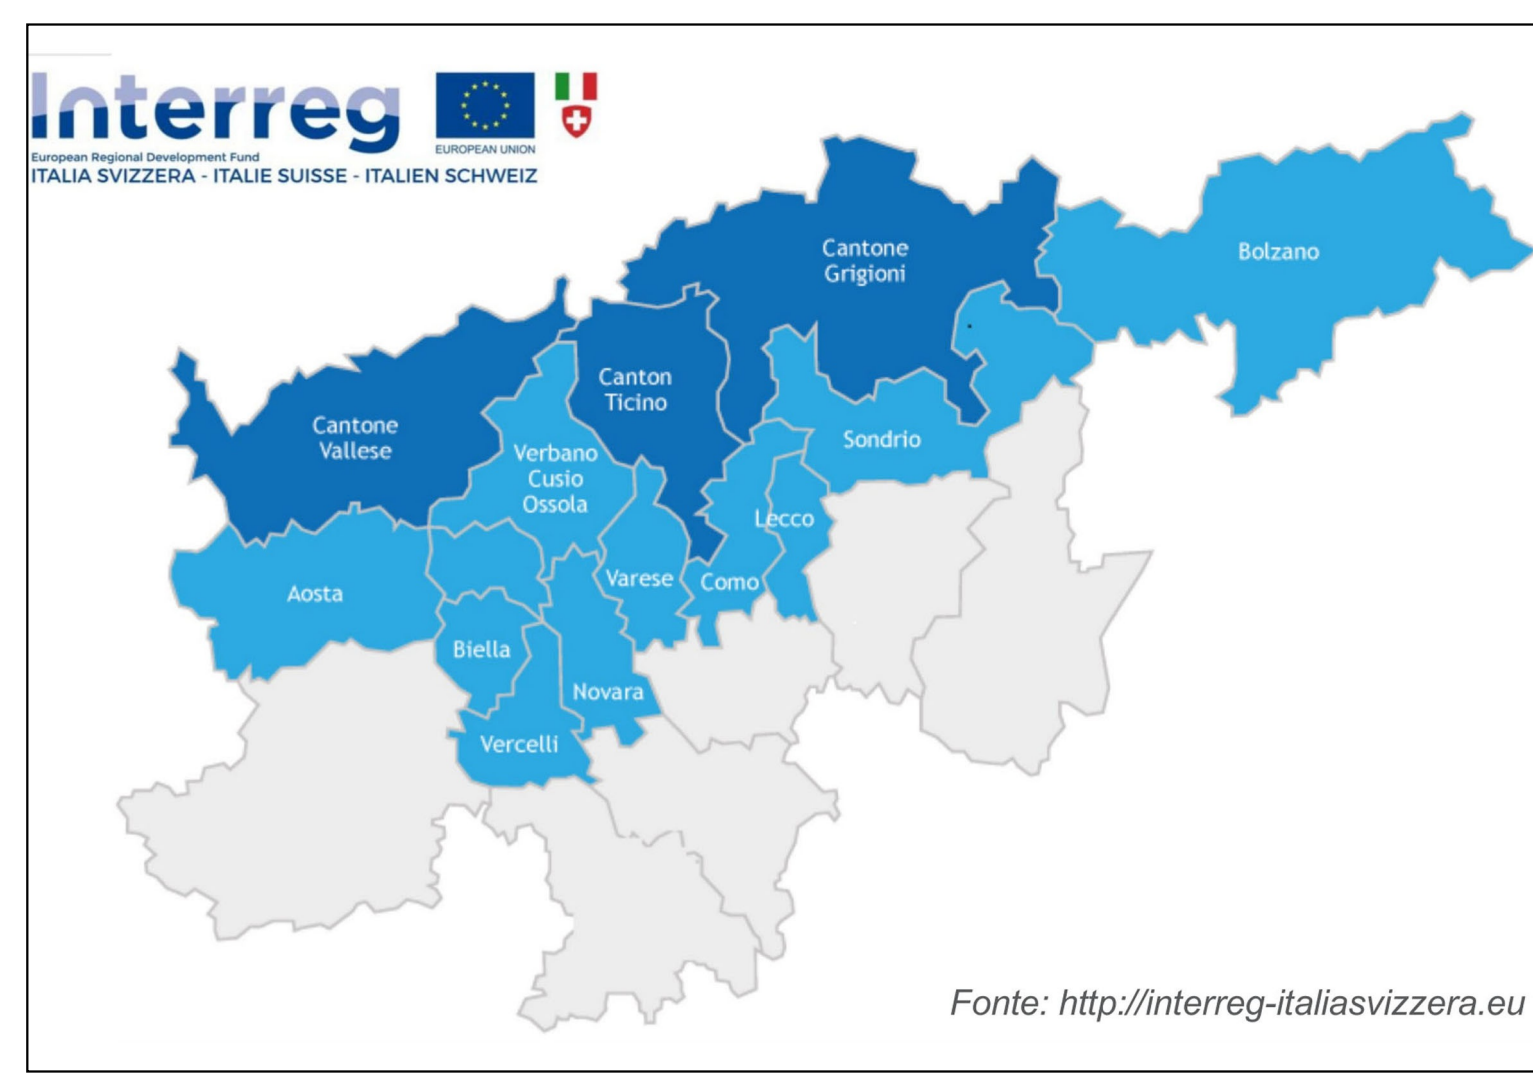 Interreg
EUROPEAN UNION
European Regional Development Fund
ITALIA SVIZZERA - ITALIE SUISSE - ITALIEN SCHWEIZ
Cantone
Grigioni
Bolzano
Canton
Ticino
Cantone
Vallese
Sondrio
Verbano
Cusio
Ossola
Lecco
Aosta
Varese
Como
Biella
Novara
Vercelli
Fonte: http://interreg-italiasvizzera.eu